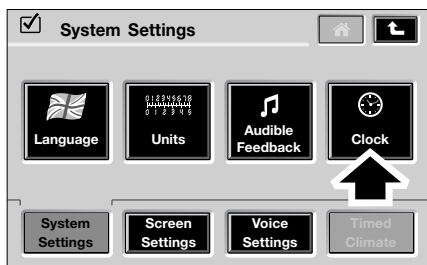 System Settings
Language
Units
Audible
Feedback
Clock
System
Settings
Screen
Settings
Voice
Settings
Timed
Climate